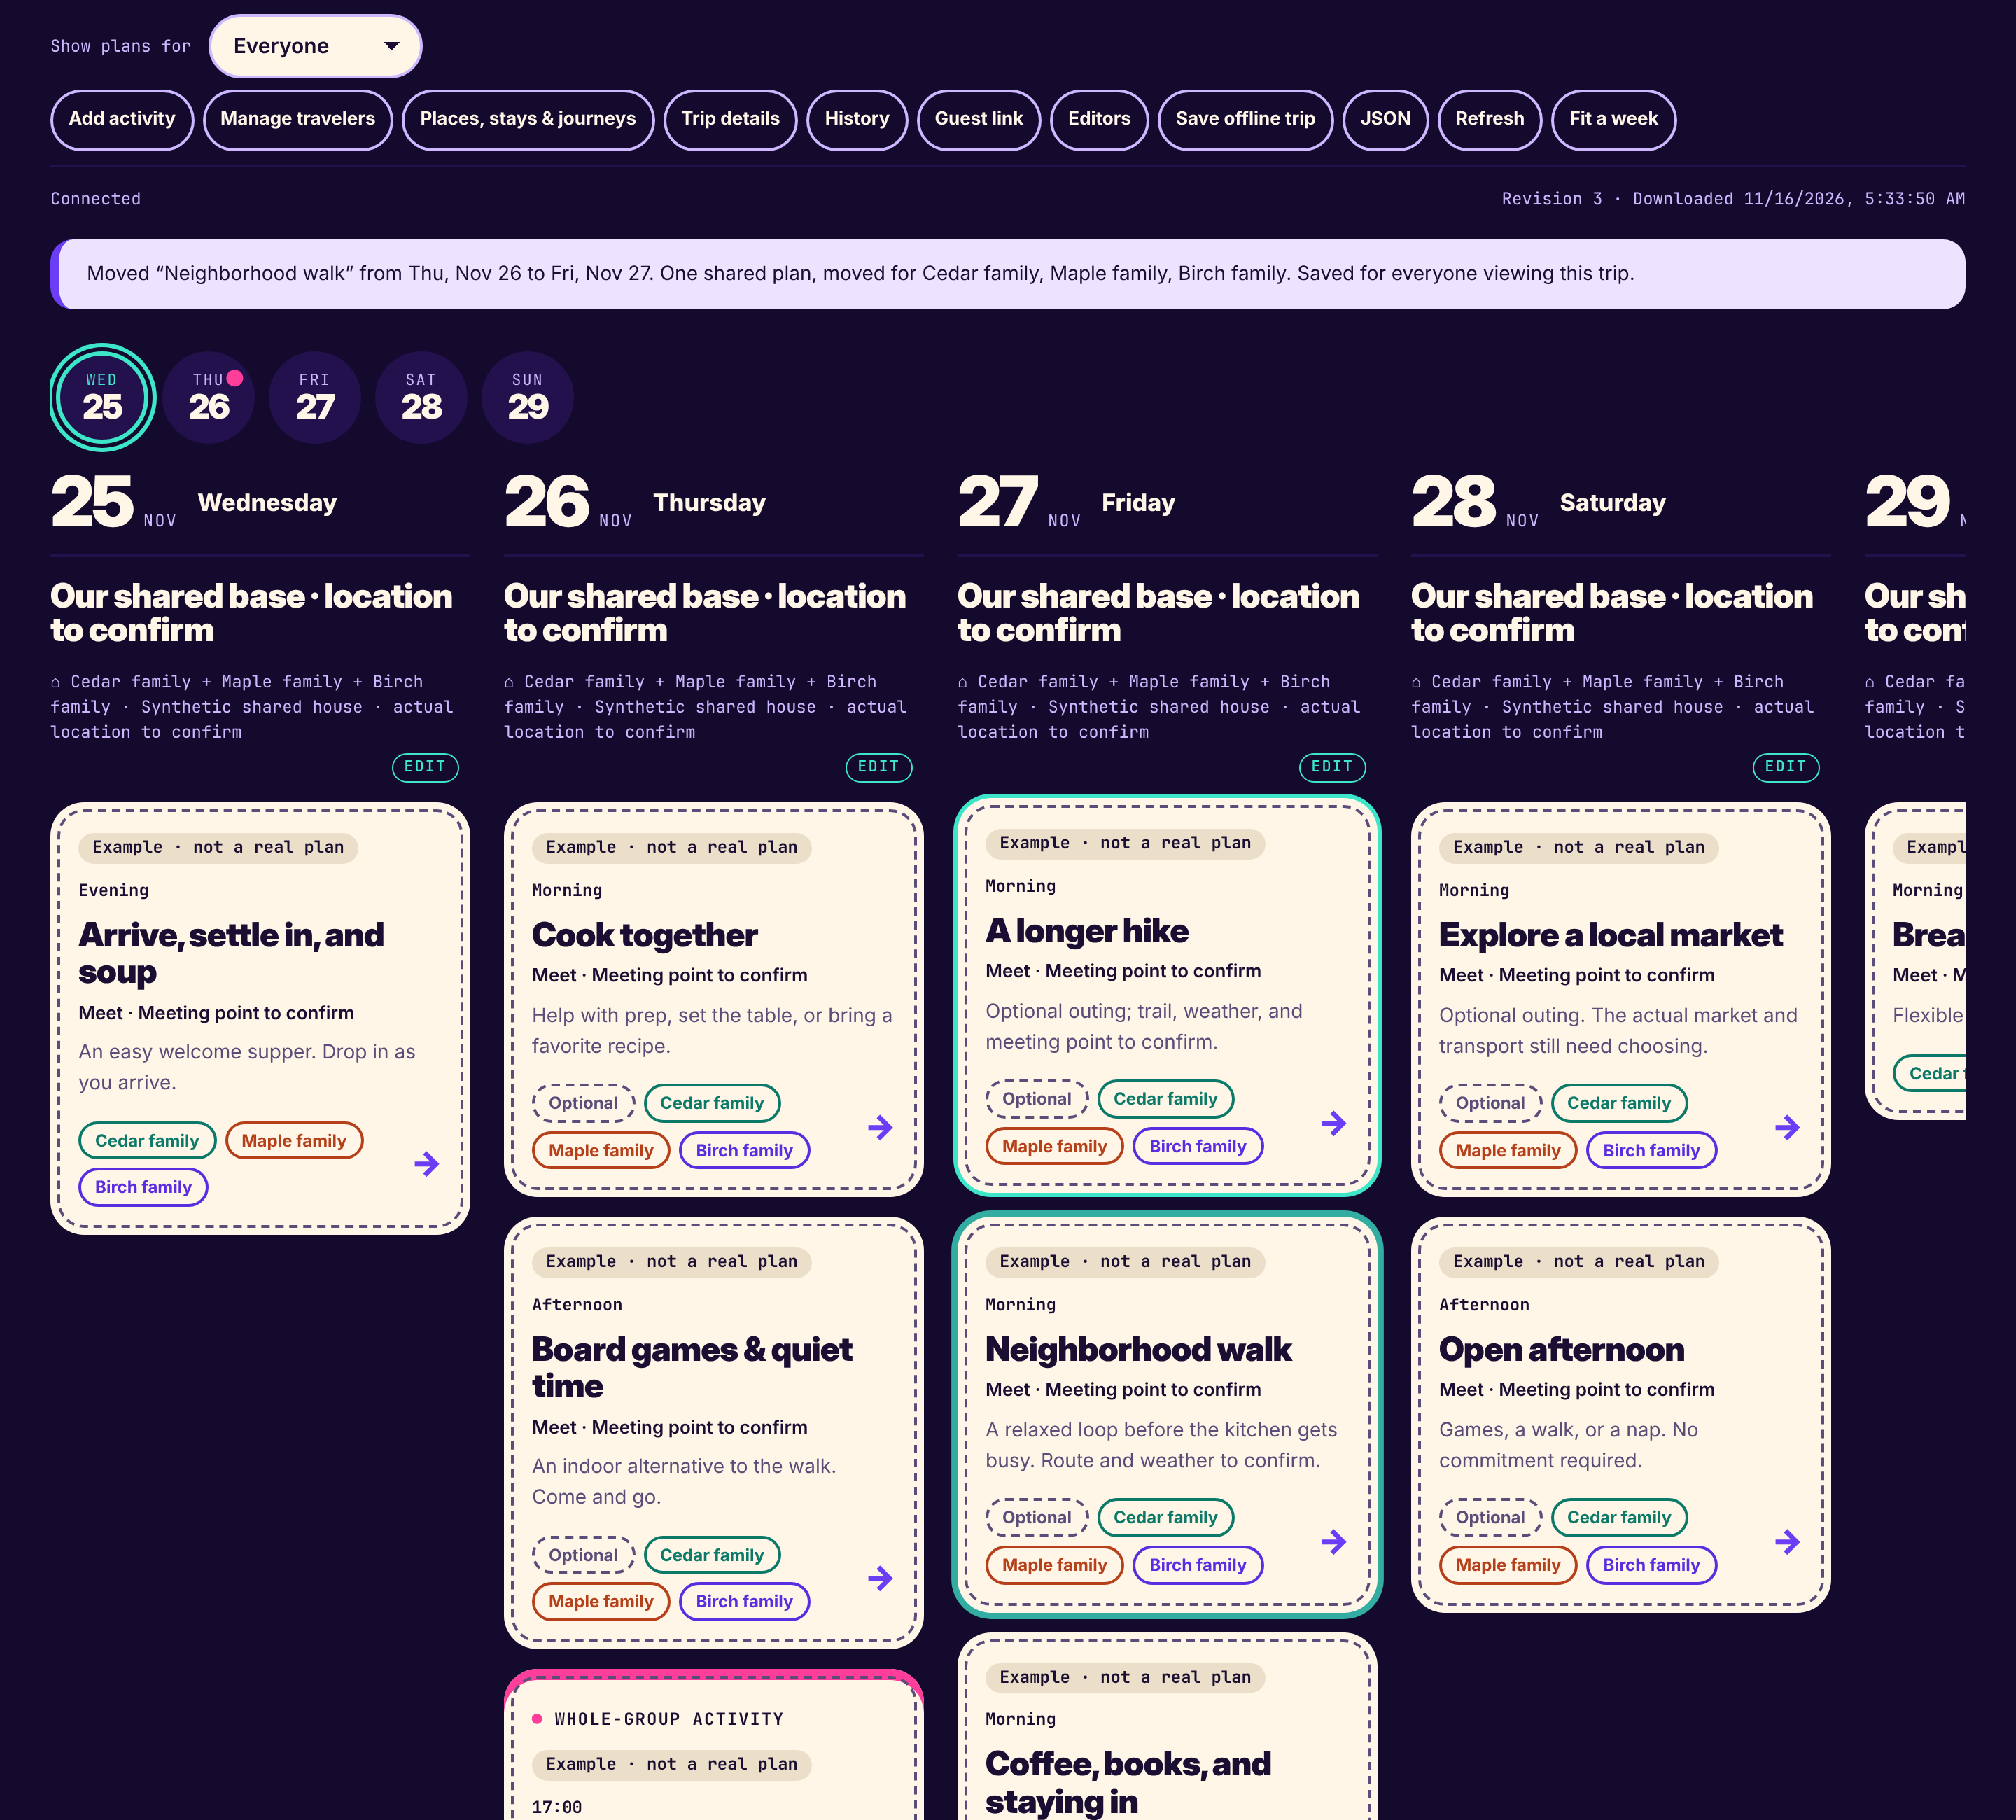 Show plans for
Everyone
Add activity
Manage travelers
Places, stays & journeys
Trip details
History
Guest link
Editors
Save offline trip
JSON
Refresh
Fit a week
Connected
Revision 3 · Downloaded 11/16/2026, 5:33:50 AM
Moved “Neighborhood walk” from Thu, Nov 26 to Fri, Nov 27. One shared plan, moved for Cedar family, Maple family, Birch family. Saved for everyone viewing this trip.
WED
25
THU
26
FRI
27
SAT
28
SUN
29
25 NOV Wednesday
Our shared base · location
to confirm
⌂ Cedar family + Maple family + Birch
family · Synthetic shared house · actual
location to confirm
EDIT
Example · not a real plan
Evening
Arrive, settle in, and
soup
Meet · Meeting point to confirm
An easy welcome supper. Drop in as
you arrive.
Cedar family
Maple family
Birch family
26 NOV Thursday
Our shared base · location
to confirm
⌂ Cedar family + Maple family + Birch
family · Synthetic shared house · actual
location to confirm
EDIT
Example · not a real plan
Morning
Cook together
Meet · Meeting point to confirm
Help with prep, set the table, or bring a
favorite recipe.
Optional
Cedar family
Maple family
Birch family
Example · not a real plan
Afternoon
Board games & quiet
time
Meet · Meeting point to confirm
An indoor alternative to the walk.
Come and go.
Optional
Cedar family
Maple family
Birch family
WHOLE-GROUP ACTIVITY
Example · not a real plan
17:00
27 NOV Friday
Our shared base · location
to confirm
⌂ Cedar family + Maple family + Birch
family · Synthetic shared house · actual
location to confirm
EDIT
Example · not a real plan
Morning
A longer hike
Meet · Meeting point to confirm
Optional outing; trail, weather, and
meeting point to confirm.
Optional
Cedar family
Maple family
Birch family
Example · not a real plan
Morning
Neighborhood walk
Meet · Meeting point to confirm
A relaxed loop before the kitchen gets
busy. Route and weather to confirm.
Optional
Cedar family
Maple family
Birch family
Example · not a real plan
Morning
Coffee, books, and
staying in
28 NOV Saturday
Our shared base · location
to confirm
⌂ Cedar family + Maple family + Birch
family · Synthetic shared house · actual
location to confirm
EDIT
Example · not a real plan
Morning
Explore a local market
Meet · Meeting point to confirm
Optional outing. The actual market and
transport still need choosing.
Optional
Cedar family
Maple family
Birch family
Example · not a real plan
Afternoon
Open afternoon
Meet · Meeting point to confirm
Games, a walk, or a nap. No
commitment required.
Optional
Cedar family
Maple family
Birch family
29
Our
to
⌂ Cedar
family ·
location
Morning
Meet ·
Flexible
Cedar